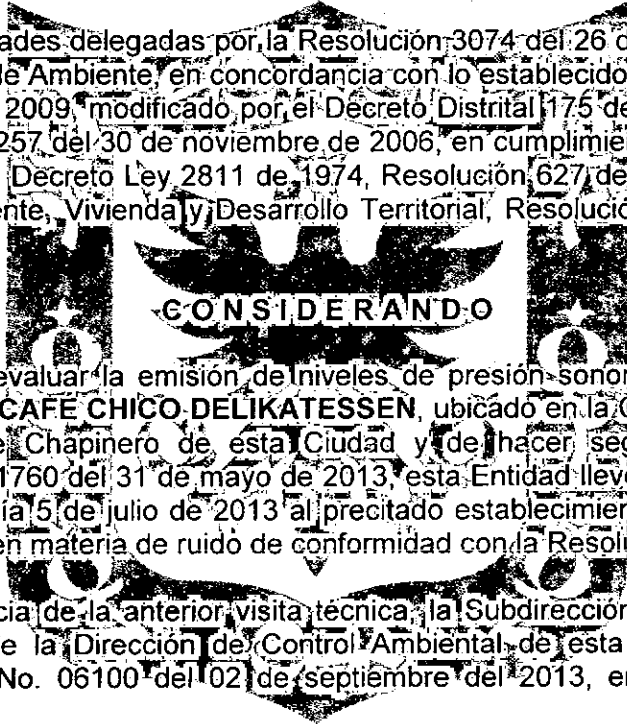 ades delegadas por la Resolución 3074 del 26 d
e Ambiente, en concordancia con lo establecido
2009, modificado por el Decreto Distrital 175 de
257 del 30 de noviembre de 2006, en cumplimie
Decreto Ley 2811 de 1974, Resolución 627 de
ente, Vivienda y Desarrollo Territorial, Resolució
CONSIDERANDO
evaluar la emisión de niveles de presión sonor
CAFE CHICO DELIKATESSEN, ubicado en la C
e Chapinero de esta Ciudad y de hacer seg
1760 del 31 de mayo de 2013, esta Entidad llev
ía 5 de julio de 2013 al precitado establecimien
en materia de ruido de conformidad con la Resolu
cia de la anterior visita técnica, la Subdirección
e la Dirección de Control Ambiental de esta
No. 06100 del 02 de septiembre del 2013, en